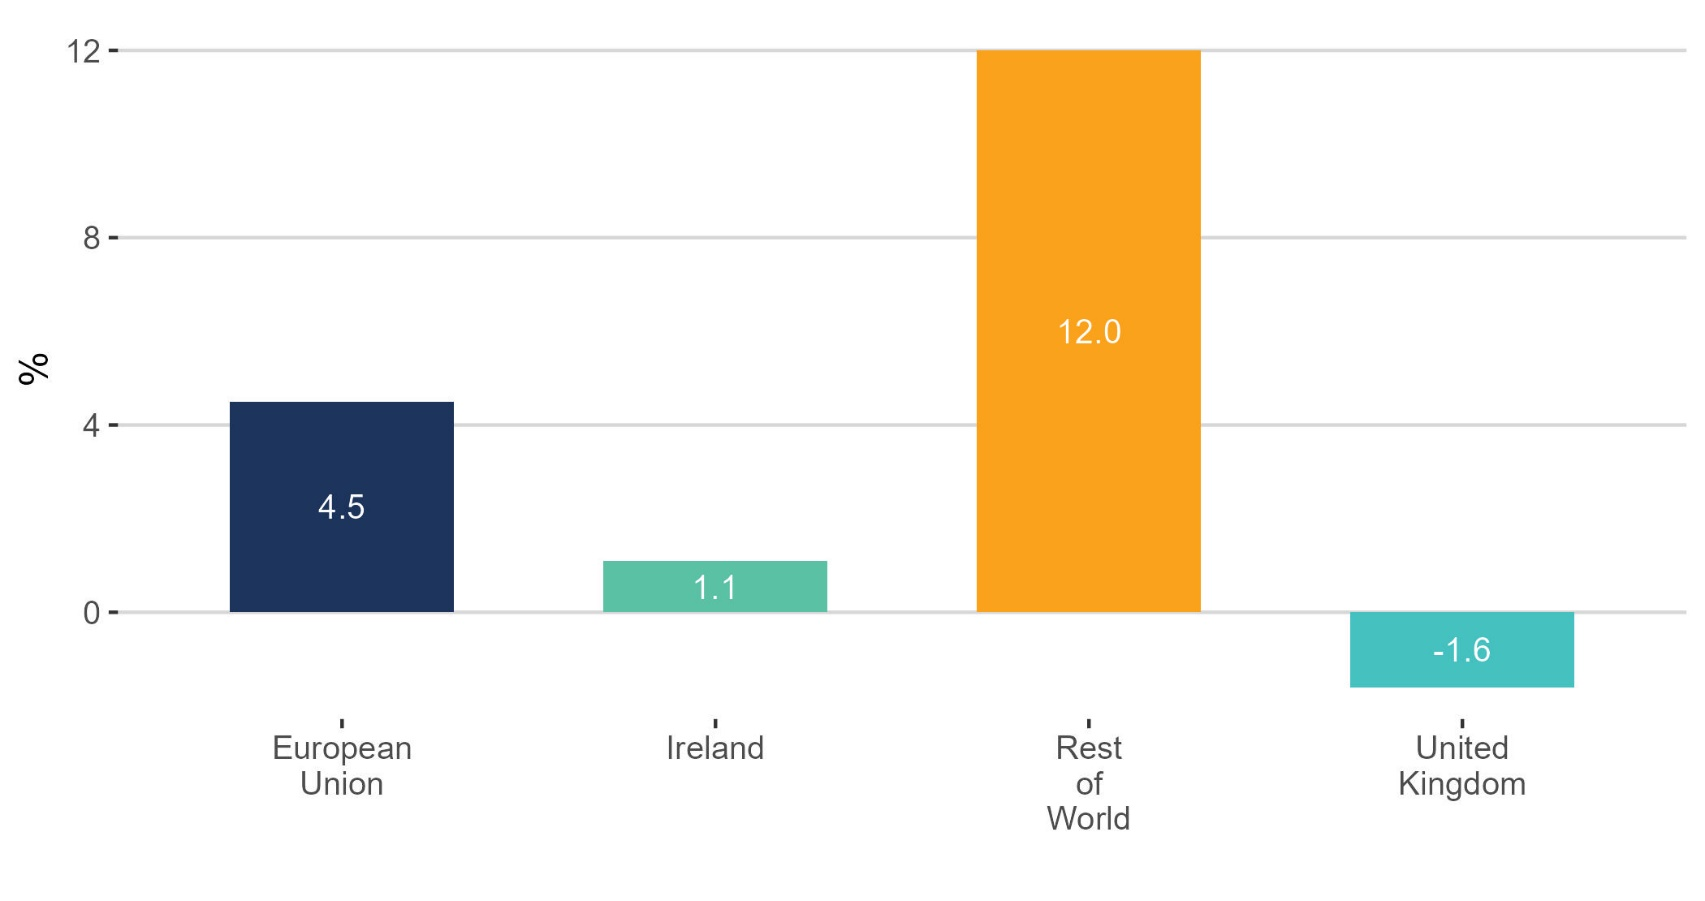 12
8
4
0
%
4.5
1.1
12.0
-1.6
European
Union
Ireland
Rest
of
World
United
Kingdom